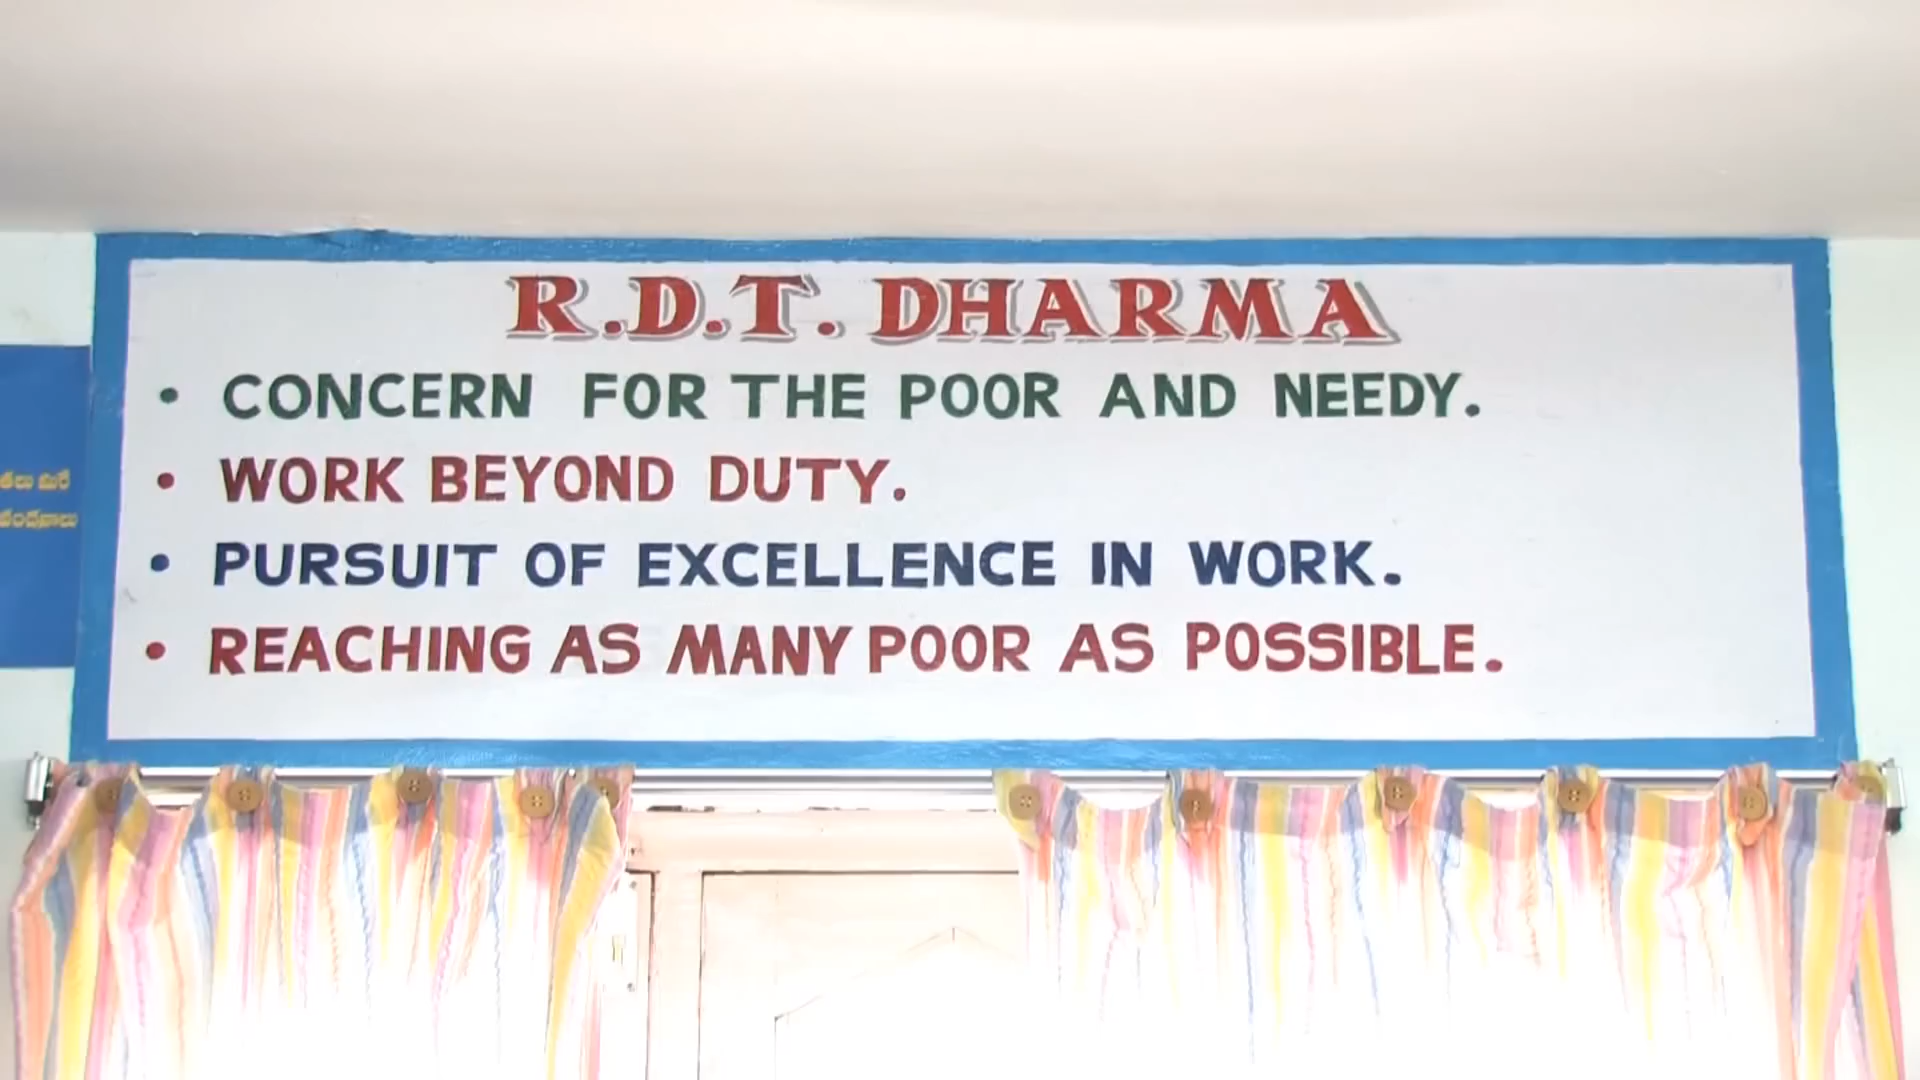 R.D.T. DHARMA
• CONCERN FOR THE POOR AND NEEDY.
• WORK BEYOND DUTY.
• PURSUIT OF EXCELLENCE IN WORK.
• REACHING AS MANY POOR AS POSSIBLE.